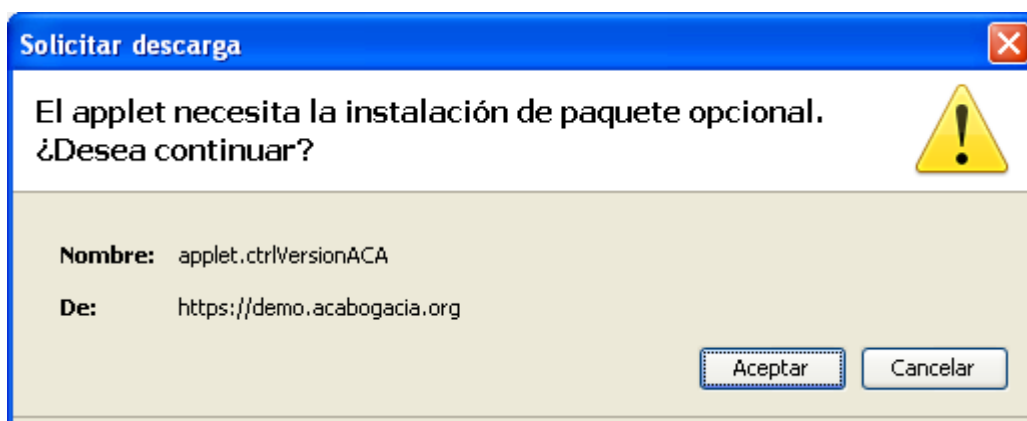 Solicitar descarga
El applet necesita la instalación de paquete opcional.
¿Desea continuar?
Nombre: applet.ctrlVersionACA
De: https://demo.acabogacia.org
Aceptar Cancelar